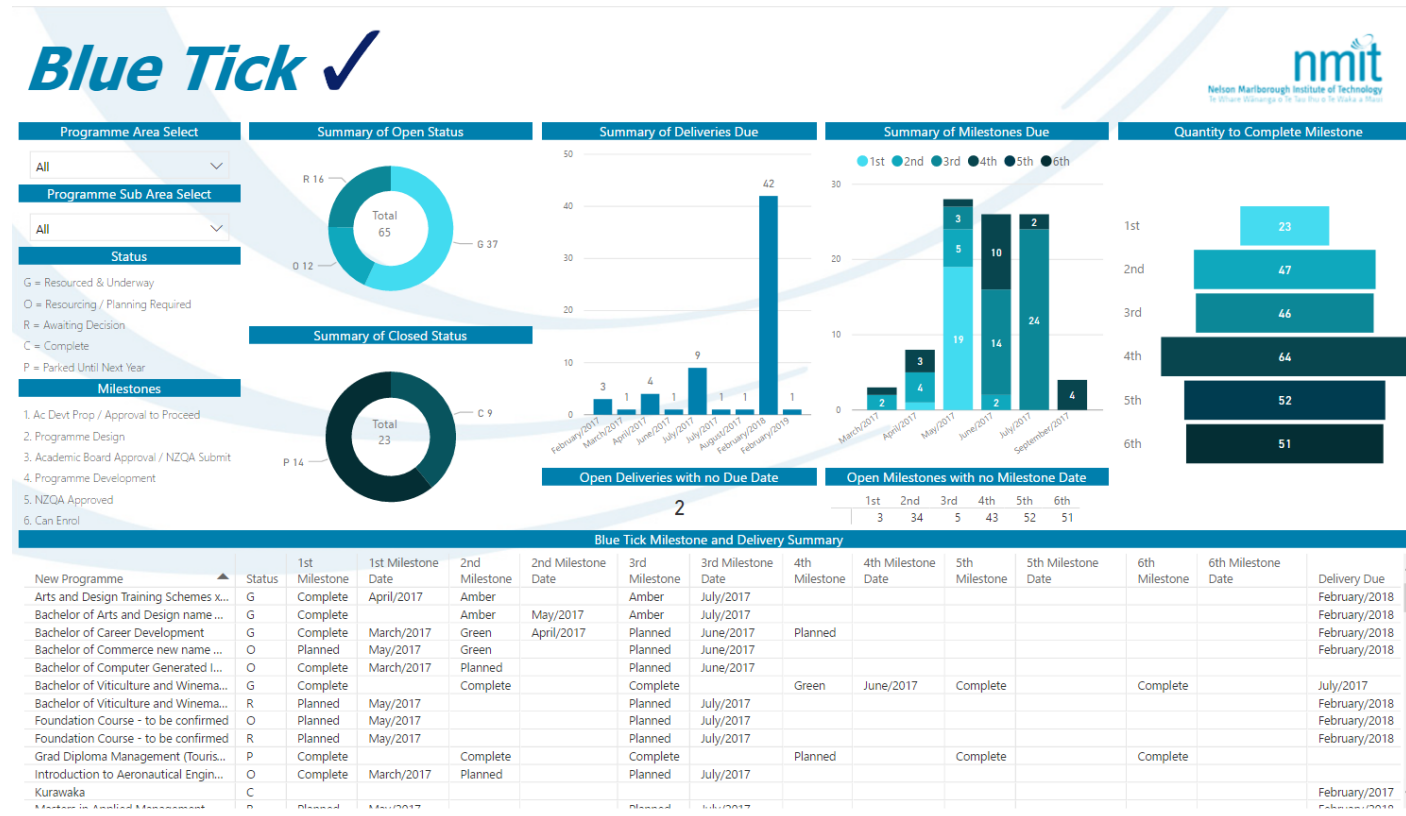 Blue Tick ✓
nmit
Nelson Marlborough Institute of Technology
Programme Area Select
All
Programme Sub Area Select
All
Status
G = Resourced & Underway
O = Resourcing / Planning Required
R = Awaiting Decision
C = Complete
P = Parked Until Next Year
Milestones
1. Ac Devt Prop / Approval to Proceed
2. Programme Design
3. Academic Board Approval / NZQA Submit
4. Programme Development
5. NZQA Approved
6. Can Enrol
Summary of Open Status
R 16
Total
65
G 37
O 12
Summary of Closed Status
Total
23
C 9
P 14
Summary of Deliveries Due
50
40
30
20
10
0
3
1
4
1
9
1
1
42
1
February/2017
March/2017
April/2017
June/2017
July/2017
July/2017
August/2017
February/2018
February/2019
Open Deliveries with no Due Date
2
Summary of Milestones Due
1st 2nd 3rd 4th 5th 6th
30
20
10
0
2
3
4
3
5
19
10
14
2
2
24
4
March/2017
April/2017
May/2017
June/2017
July/2017
September/2017
Open Milestones with no Milestone Date
1st 2nd 3rd 4th 5th 6th
3 34 5 43 52 51
Quantity to Complete Milestone
1st 23
2nd 47
3rd 46
4th 64
5th 52
6th 51
Blue Tick Milestone and Delivery Summary
New Programme Status 1st Milestone 1st Milestone Date 2nd Milestone 2nd Milestone Date 3rd Milestone 3rd Milestone Date 4th Milestone 4th Milestone Date 5th Milestone 5th Milestone Date 6th Milestone 6th Milestone Date Delivery Due
Arts and Design Training Schemes x... G Complete April/2017 Amber Amber July/2017 February/2018
Bachelor of Arts and Design name ... G Complete Amber May/2017 Amber July/2017 February/2018
Bachelor of Career Development G Complete March/2017 Green April/2017 Planned June/2017 Planned February/2018
Bachelor of Commerce new name ... O Planned May/2017 Green Planned June/2017 February/2018
Bachelor of Computer Generated I... O Complete March/2017 Planned Planned June/2017
Bachelor of Viticulture and Winema... G Complete Complete Complete Green June/2017 Complete Complete July/2017
Bachelor of Viticulture and Winema... R Planned May/2017 Planned July/2017 February/2018
Foundation Course - to be confirmed O Planned May/2017 Planned July/2017 February/2018
Foundation Course - to be confirmed R Planned May/2017 Planned July/2017 February/2018
Grad Diploma Management (Touris... P Complete Complete Complete Planned Complete Complete
Introduction to Aeronautical Engin... O Complete March/2017 Planned Planned July/2017
Kurawaka C February/2017
Masters in Applied Management R Planned May/2017 Planned July/2017 February/2018